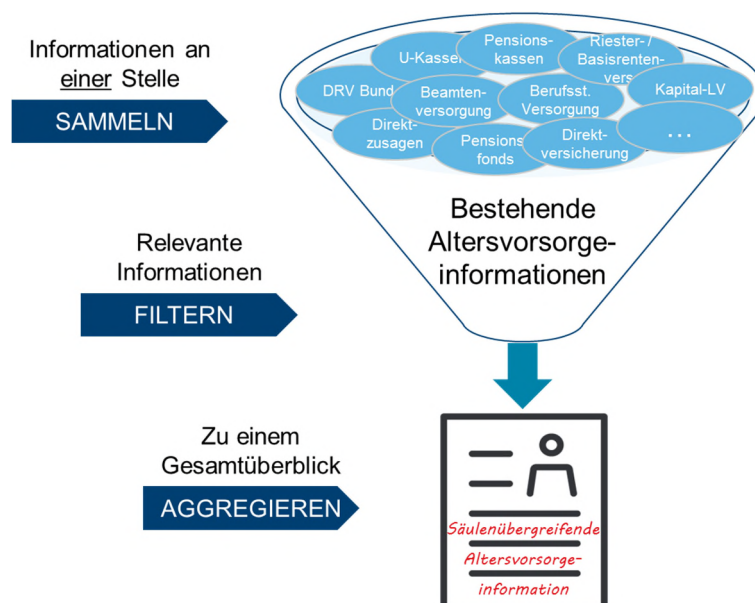 Informationen an
einer Stelle
SAMMELN
Pensions-
kassen
U-Kassen
Riester- /
Basisrenten-
vers
DRV Bund
Beamten-
versorgung
Berufsst.
Versorgung
Kapital-LV
Direkt-
zusagen
Pensions
fonds
Direkt-
versicherung
...
Bestehende
Altersvorsorge-
informationen
Relevante
Informationen
FILTERN
Zu einem
Gesamtüberblick
AGGREGIEREN
Säulenübergreifende
Altersvorsorge-
information